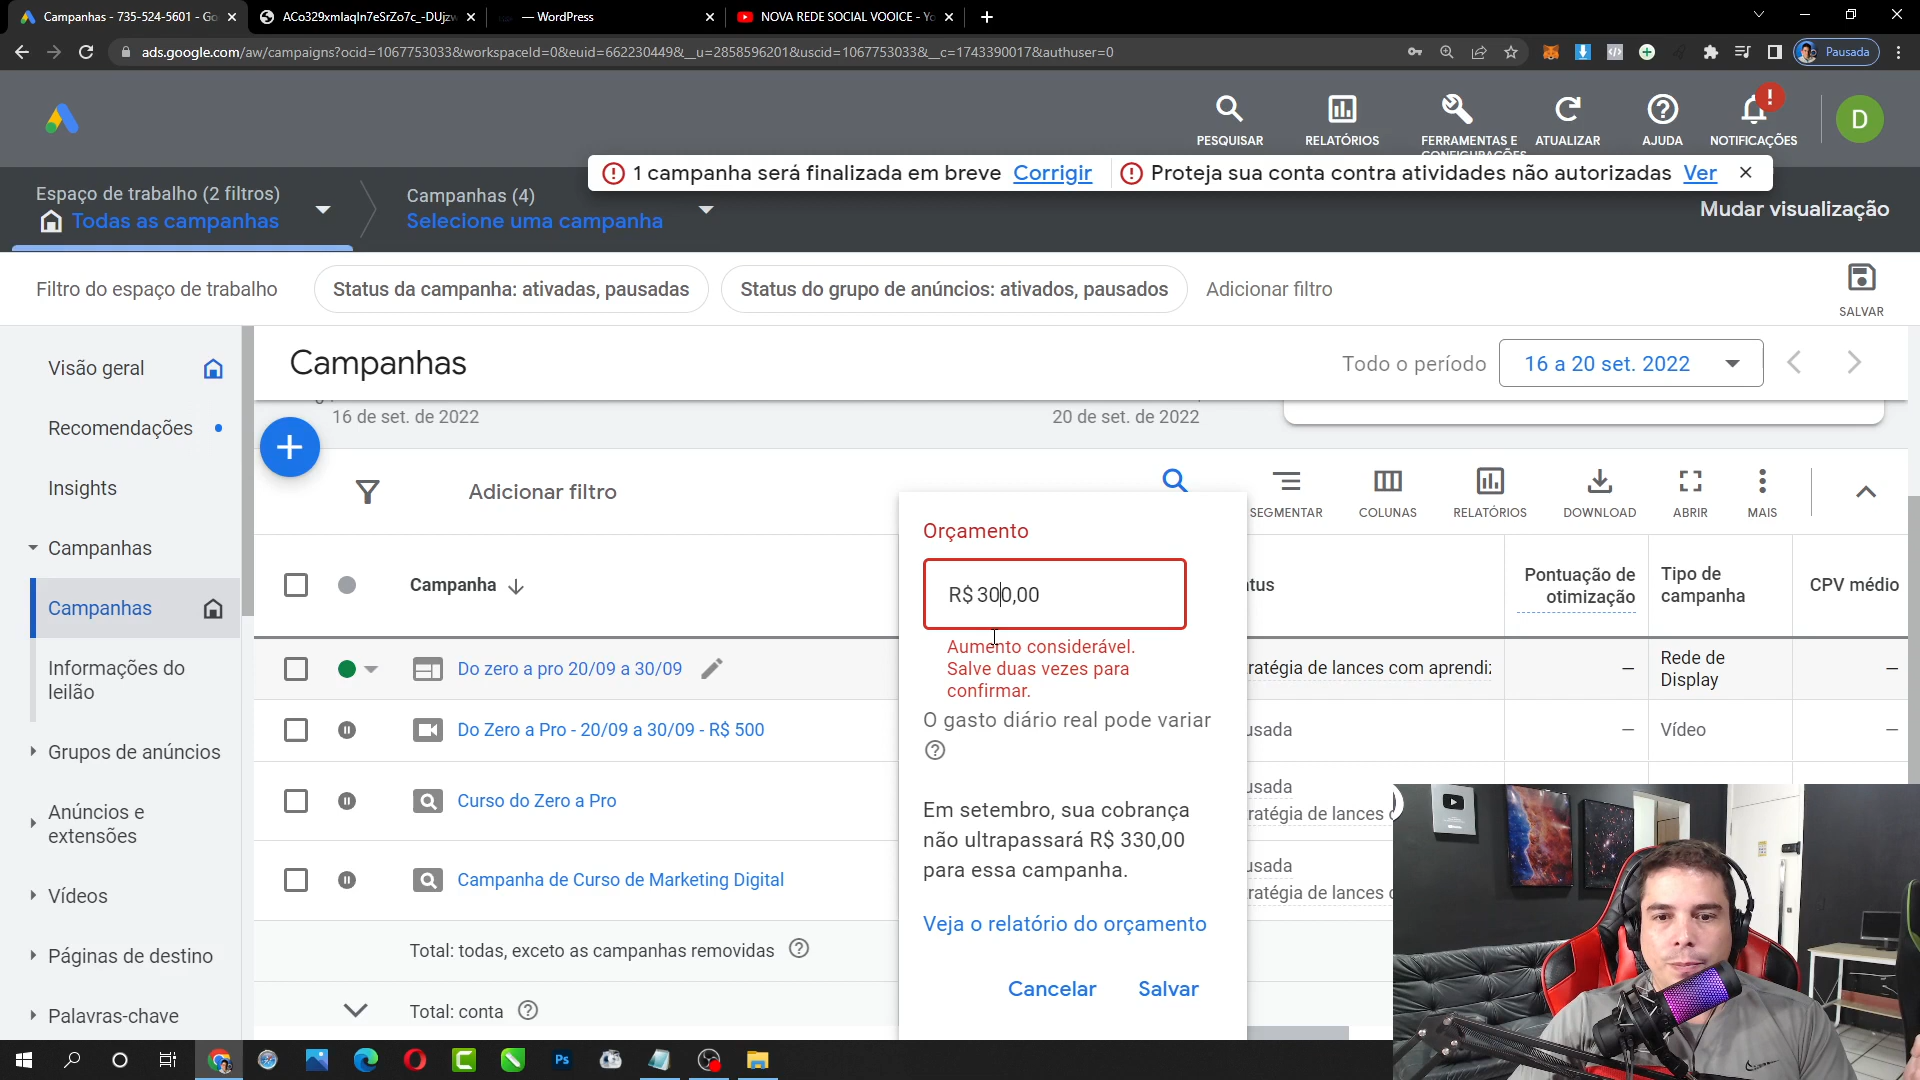 Campanhas - 735-524-5601 - Go
ACo329xmlaqln7eSrZo7c_-DUjzw
— WordPress
NOVA REDE SOCIAL VOOICE - Yo
ads.google.com/aw/campaigns?ocid=1067753033&workspaceId=0&euid=662230449&__u=2858596201&uscid=1067753033&__c=1743390017&authuser=0
Pausada
PESQUISAR
RELATÓRIOS
FERRAMENTAS E
CONFIGURAÇÕES
ATUALIZAR
AJUDA
NOTIFICAÇÕES
D
1 campanha será finalizada em breve Corrigir
Proteja sua conta contra atividades não autorizadas Ver
Espaço de trabalho (2 filtros)
Todas as campanhas
Campanhas (4)
Selecione uma campanha
Mudar visualização
Filtro do espaço de trabalho
Status da campanha: ativadas, pausadas
Status do grupo de anúncios: ativados, pausados
Adicionar filtro
SALVAR
Visão geral
Recomendações
Insights
Campanhas
Campanhas
Informações do
leilão
Grupos de anúncios
Anúncios e
extensões
Vídeos
Páginas de destino
Palavras-chave
Campanhas
Todo o período
16 a 20 set. 2022
16 de set. de 2022
20 de set. de 2022
Adicionar filtro
SEGMENTAR
COLUNAS
RELATÓRIOS
DOWNLOAD
ABRIR
MAIS
Campanha
tus
Pontuação de
otimização
Tipo de
campanha
CPV médio
Do zero a pro 20/09 a 30/09
ratégia de lances com aprendi:
—
Rede de
Display
—
Do Zero a Pro - 20/09 a 30/09 - R$ 500
usada
—
Vídeo
—
Curso do Zero a Pro
usada
ratégia de lances c
Campanha de Curso de Marketing Digital
usada
ratégia de lances c
Total: todas, exceto as campanhas removidas
Total: conta
Orçamento
R$ 300,00
Aumento considerável.
Salve duas vezes para
confirmar.
O gasto diário real pode variar
Em setembro, sua cobrança
não ultrapassará R$ 330,00
para essa campanha.
Veja o relatório do orçamento
Cancelar
Salvar
Ps